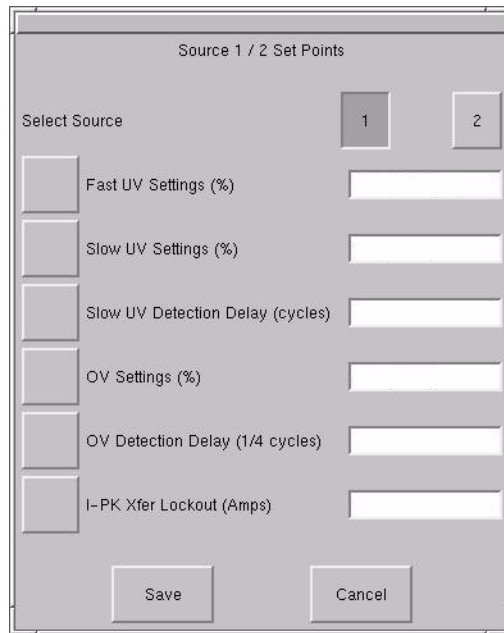 Source 1 / 2 Set Points
Select Source 1 2
Fast UV Settings (%)
Slow UV Settings (%)
Slow UV Detection Delay (cycles)
OV Settings (%)
OV Detection Delay (1/4 cycles)
I-PK Xfer Lockout (Amps)
Save Cancel